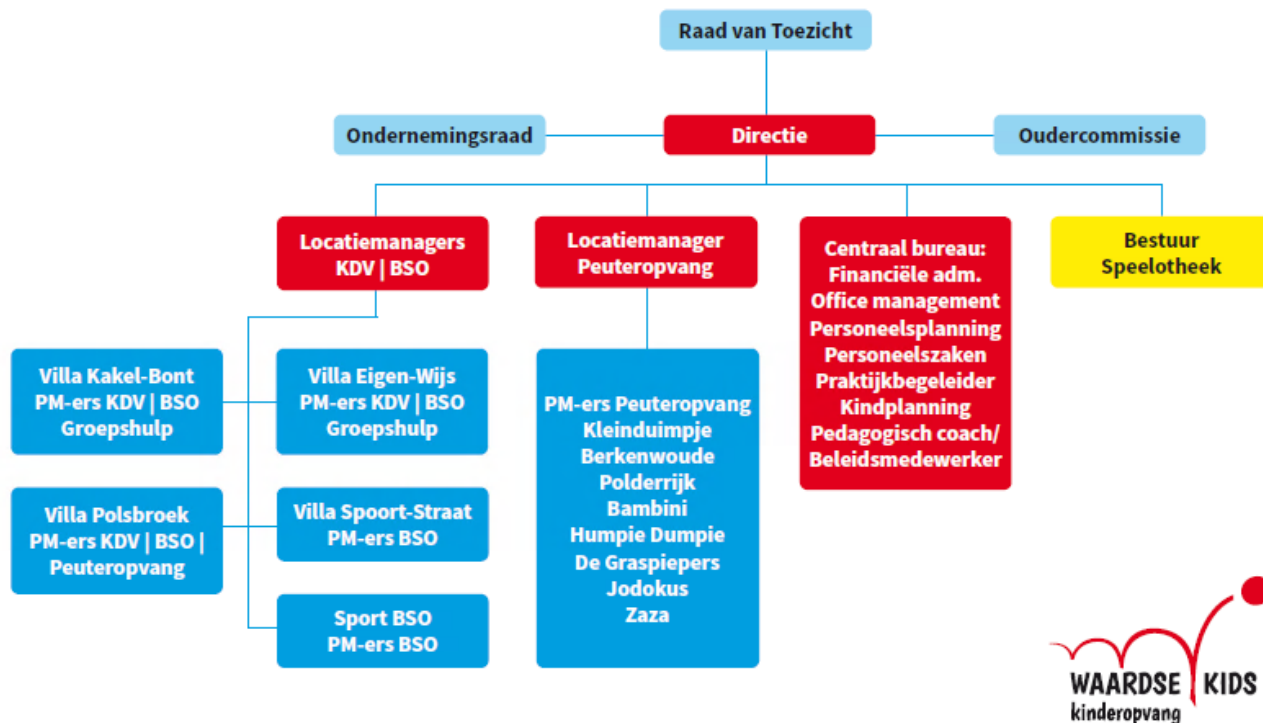 Raad van Toezicht
Ondernemingsraad
Directie
Oudercommissie
Locatiemanagers
KDV | BSO
Locatiemanager
Peuteropvang
Centraal bureau:
Financiële adm.
Office management
Personeelsplanning
Personeelszaken
Praktijkbegeleider
Kindplanning
Pedagogisch coach/
Beleidsmedewerker
Bestuur
Speelotheek
Villa Kakel-Bont
PM-ers KDV | BSO
Groepshulp
Villa Eigen-Wijs
PM-ers KDV | BSO
Groepshulp
Villa Polsbroek
PM-ers KDV | BSO |
Peuteropvang
Villa Spoort-Straat
PM-ers BSO
Sport BSO
PM-ers BSO
PM-ers Peuteropvang
Kleinduimpje
Berkenwoude
Polderrijk
Bambini
Humpie Dumpie
De Graspiepers
Jodokus
Zaza
WAARDSE KIDS
kinderopvang